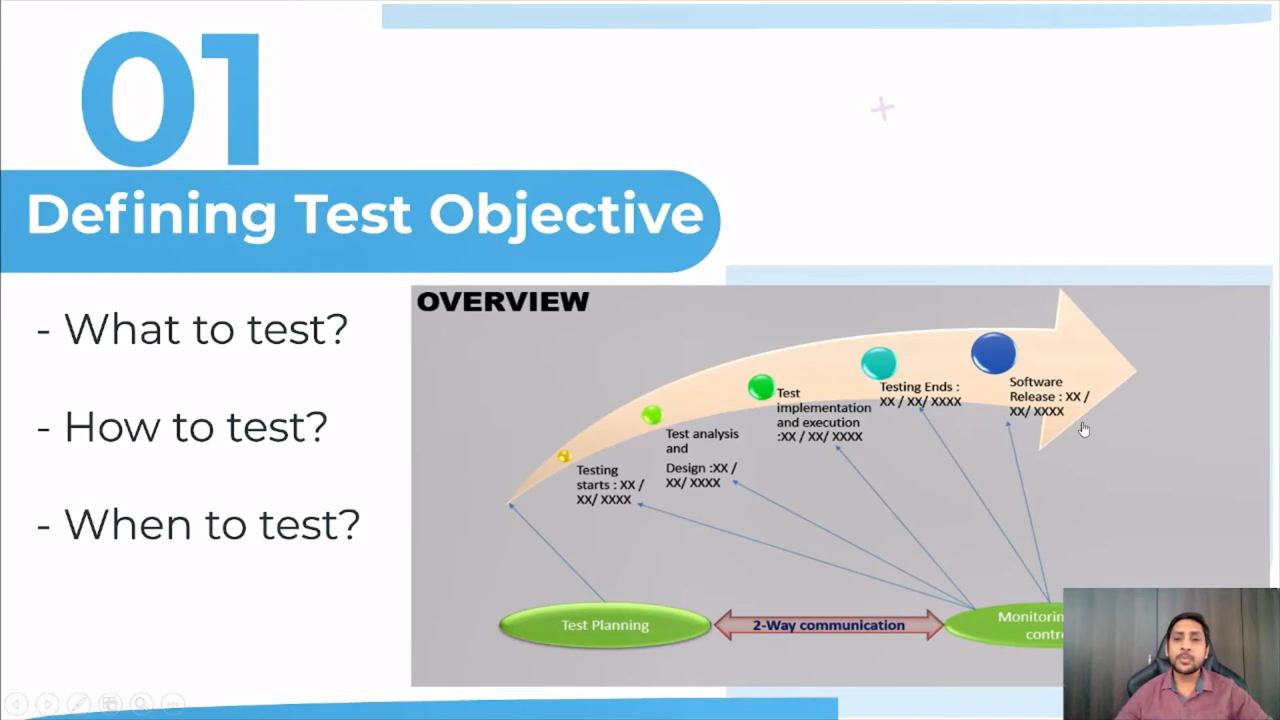 01
Defining Test Objective
- What to test?
- How to test?
- When to test?
OVERVIEW
Testing
starts : XX /
XX/ XXXX
Test analysis
and
Design :XX /
XX/ XXXX
Test
implementation
and execution
:XX / XX/ XXXX
Testing Ends :
XX / XX/ XXXX
Software
Release : XX /
XX/ XXXX
Test Planning
2-Way communication